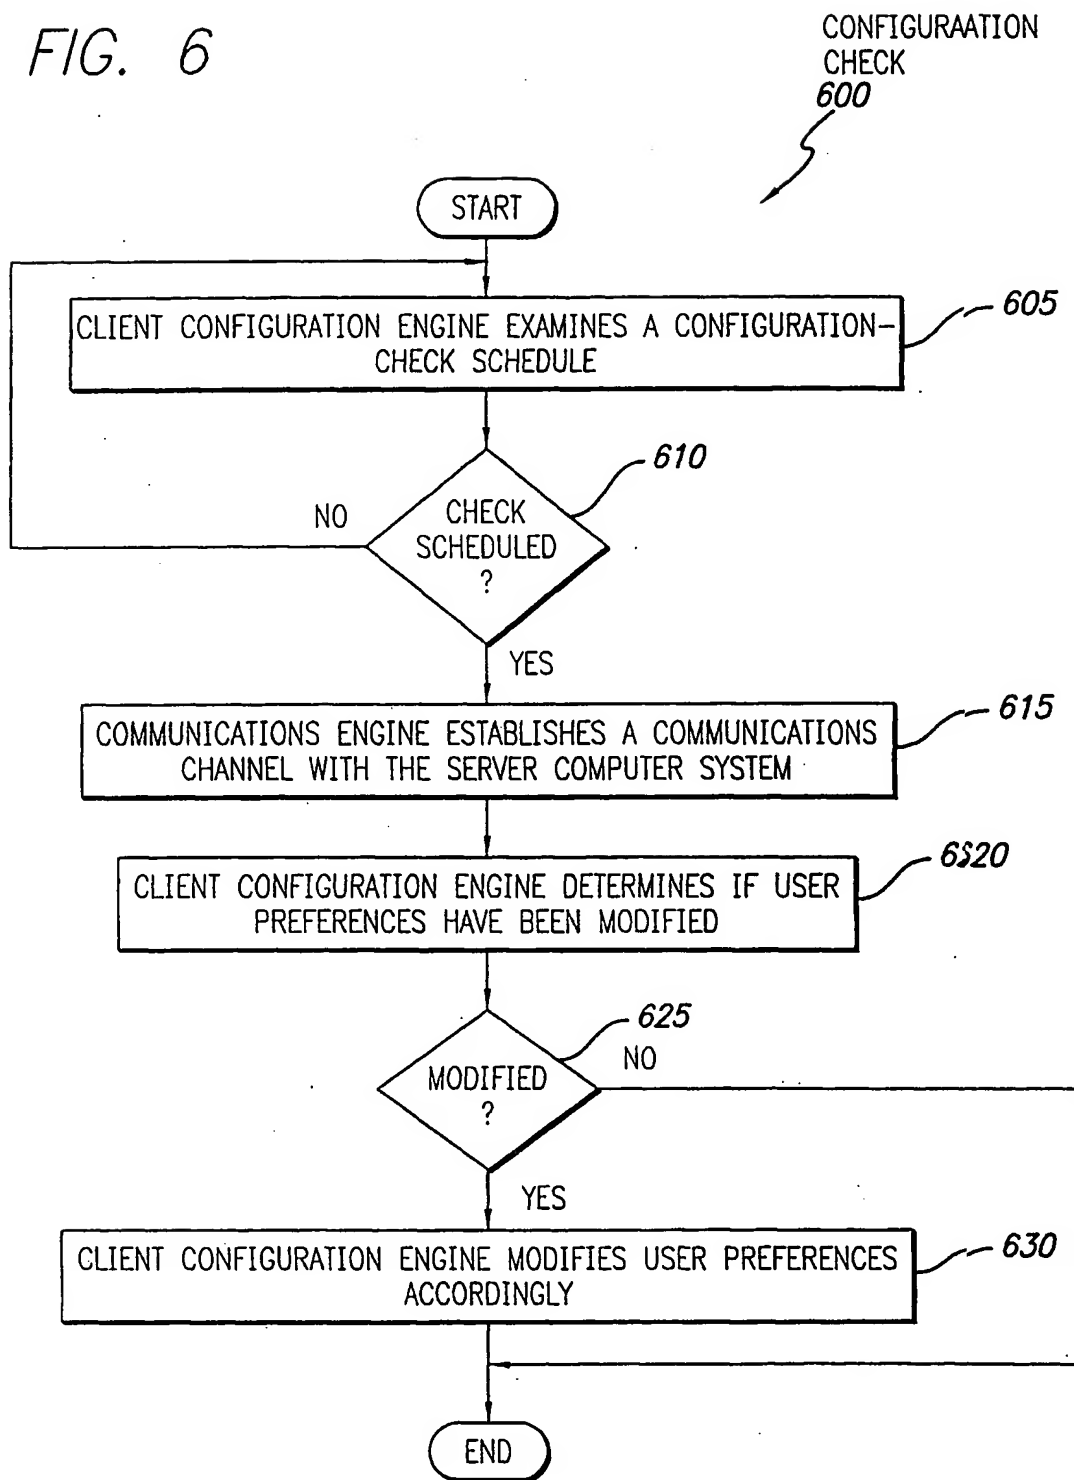 FIG. 6
CONFIGURAATION
CHECK
600
START
CLIENT CONFIGURATION ENGINE EXAMINES A CONFIGURATION-
CHECK SCHEDULE
605
CHECK
SCHEDULED
?
610
NO
YES
COMMUNICATIONS ENGINE ESTABLISHES A COMMUNICATIONS
CHANNEL WITH THE SERVER COMPUTER SYSTEM
615
CLIENT CONFIGURATION ENGINE DETERMINES IF USER
PREFERENCES HAVE BEEN MODIFIED
6S20
MODIFIED
?
625
NO
YES
CLIENT CONFIGURATION ENGINE MODIFIES USER PREFERENCES
ACCORDINGLY
630
END